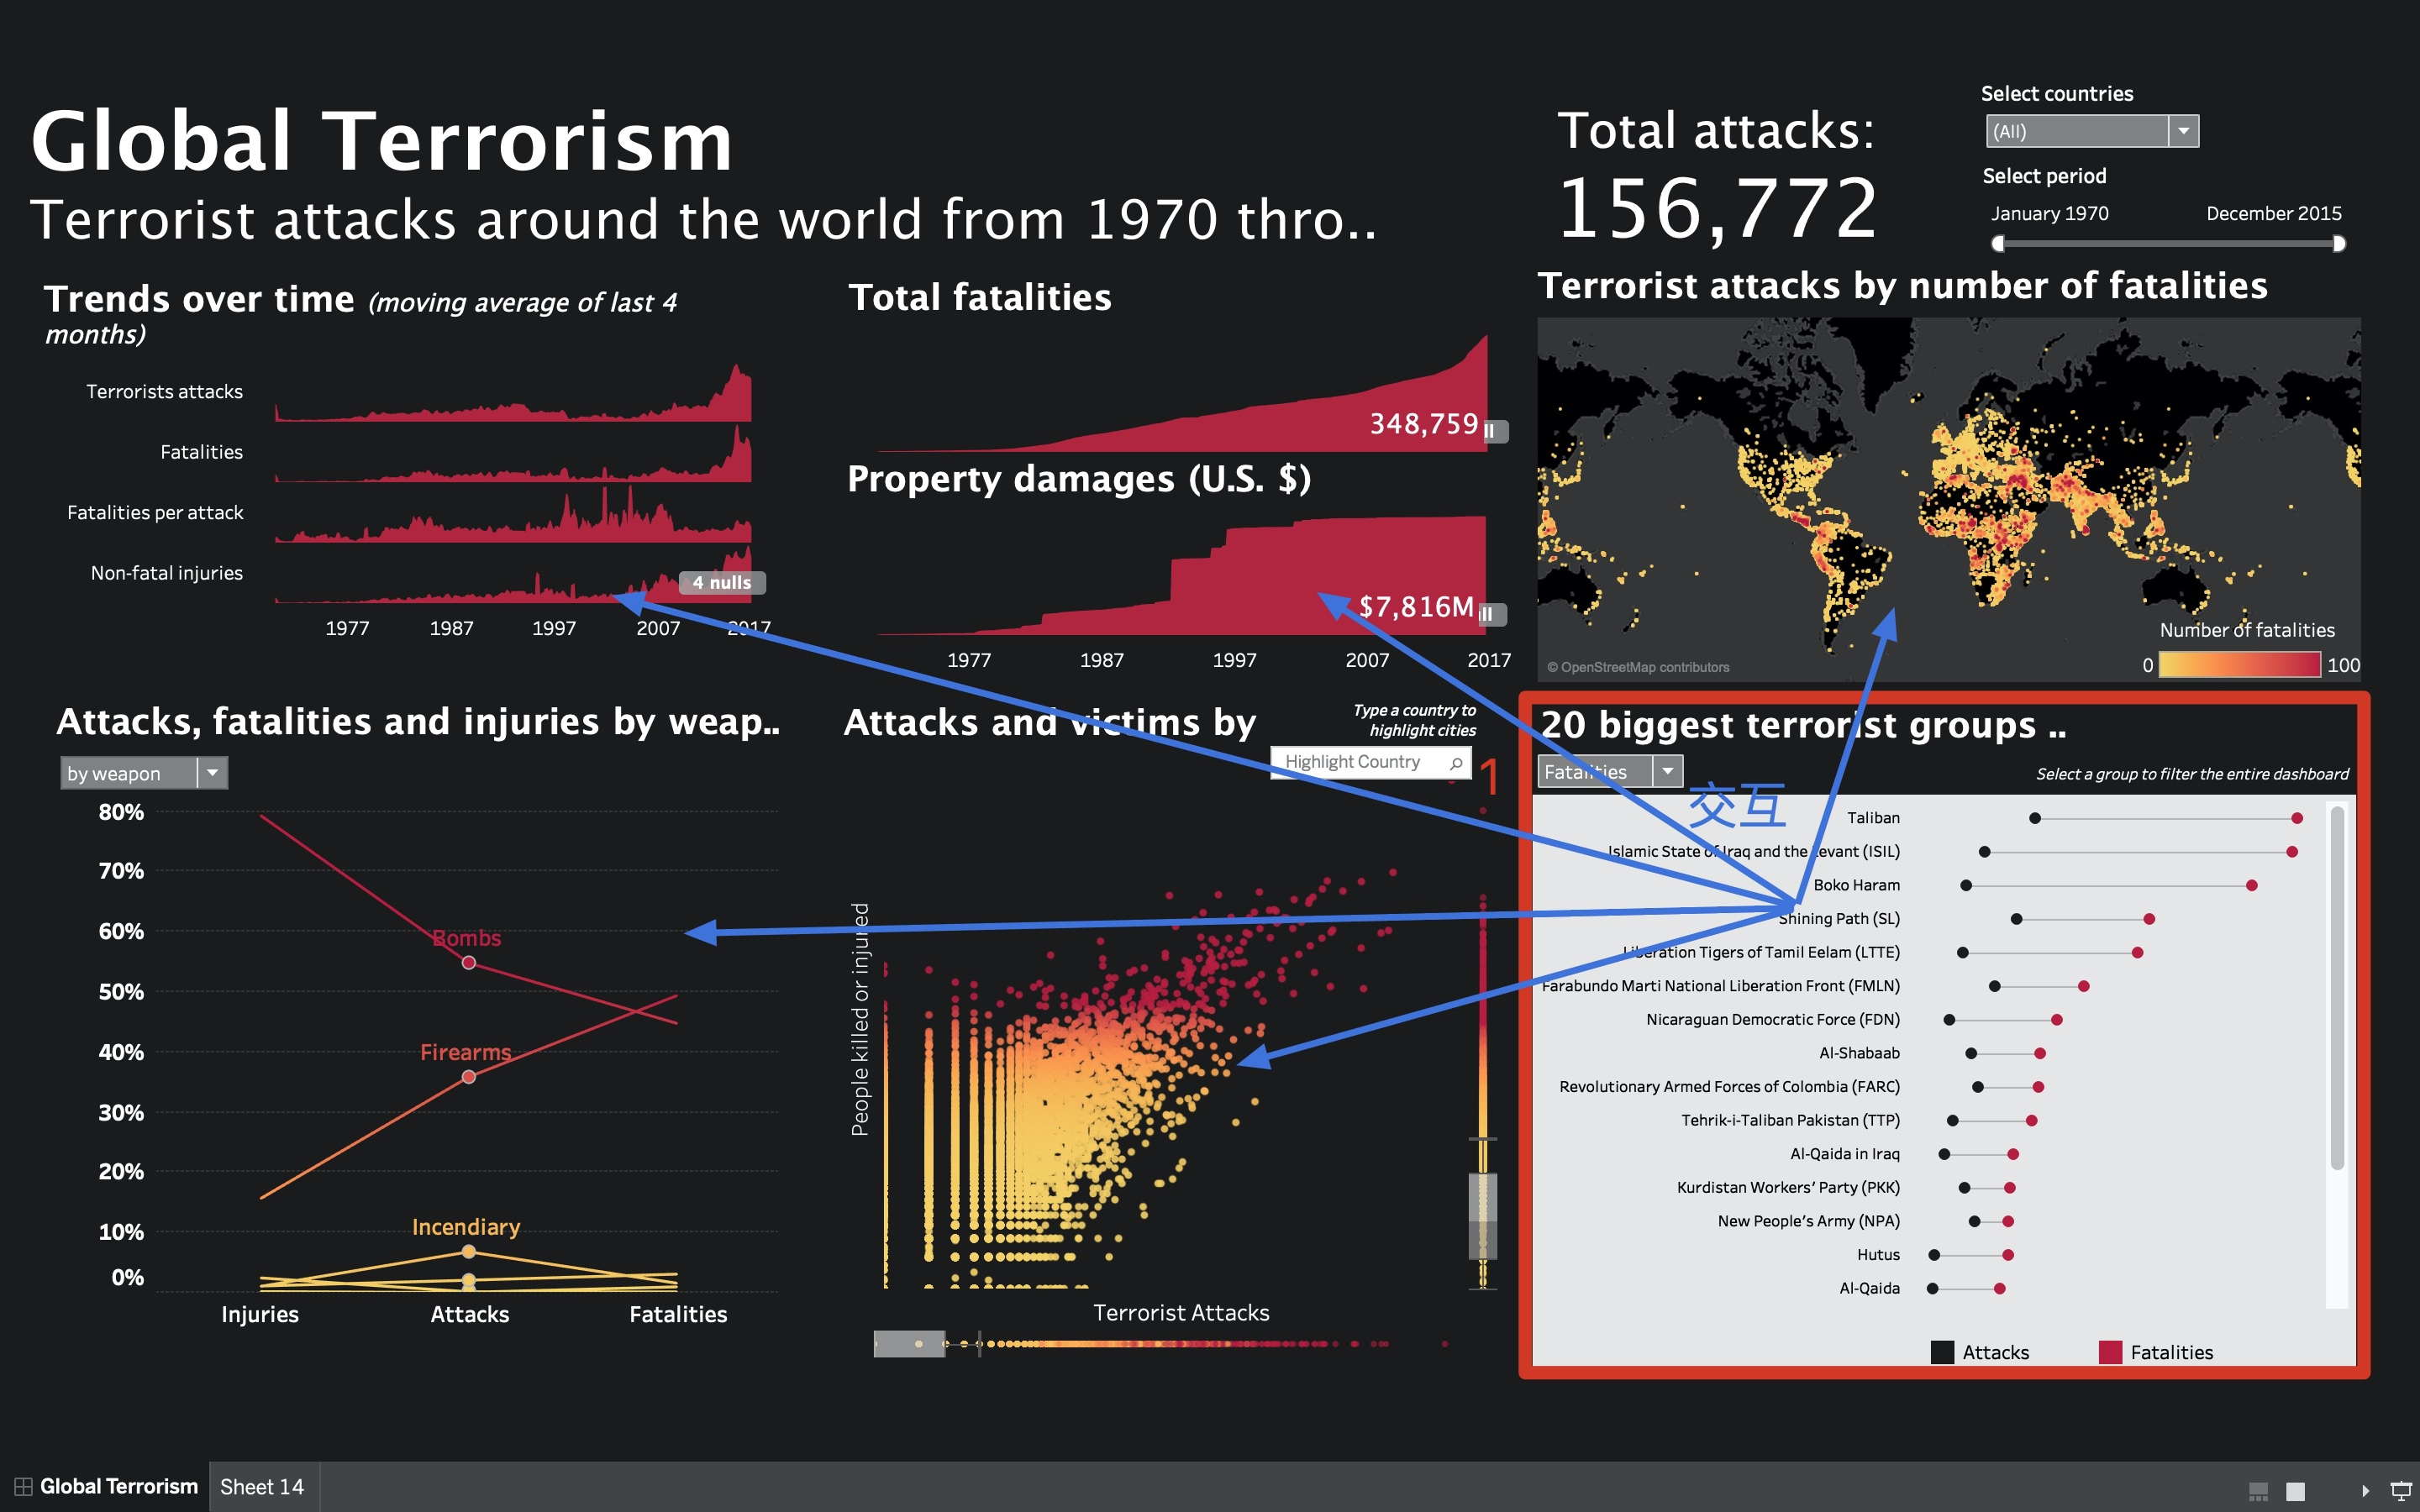 Global Terrorism
Terrorist attacks around the world from 1970 thro..
Total attacks:
156,772
Select countries
(All)
Select period
January 1970 December 2015
Trends over time (moving average of last 4
months)
Terrorists attacks
Fatalities
Fatalities per attack
Non-fatal injuries
4 nulls
1977 1987 1997 2007 2017
Total fatalities
348,759
Property damages (U.S. $)
$7,816M
1977 1987 1997 2007 2017
Terrorist attacks by number of fatalities
Number of fatalities
0 100
© OpenStreetMap contributors
Attacks, fatalities and injuries by weap..
by weapon
80%
70%
60%
50%
40%
30%
20%
10%
0%
Bombs
Firearms
Incendiary
Injuries Attacks Fatalities
Attacks and victims by
Type a country to
highlight cities
Highlight Country
1
People killed or injured
Terrorist Attacks
20 biggest terrorist groups ..
Fatalities
Select a group to filter the entire dashboard
交互
Taliban
Islamic State of Iraq and the Levant (ISIL)
Boko Haram
Shining Path (SL)
Liberation Tigers of Tamil Eelam (LTTE)
Farabundo Marti National Liberation Front (FMLN)
Nicaraguan Democratic Force (FDN)
Al-Shabaab
Revolutionary Armed Forces of Colombia (FARC)
Tehrik-i-Taliban Pakistan (TTP)
Al-Qaida in Iraq
Kurdistan Workers' Party (PKK)
New People's Army (NPA)
Hutus
Al-Qaida
Attacks Fatalities
Global Terrorism Sheet 14